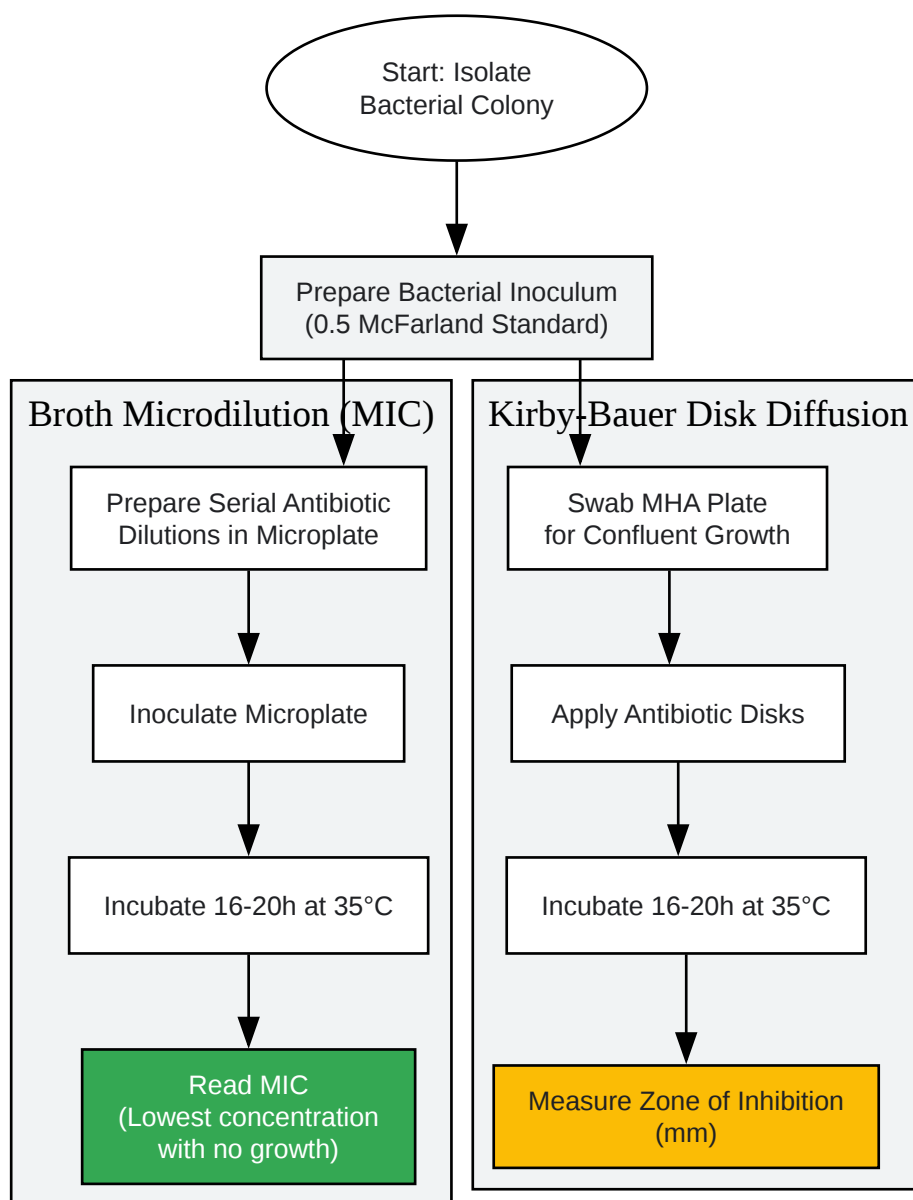 Start: Isolate
Bacterial Colony
Prepare Bacterial Inoculum
(0.5 McFarland Standard)
Broth Microdilution (MIC)
Prepare Serial Antibiotic
Dilutions in Microplate
Inoculate Microplate
Incubate 16-20h at 35°C
Read MIC
(Lowest concentration
with no growth)
Kirby-Bauer Disk Diffusion
Swab MHA Plate
for Confluent Growth
Apply Antibiotic Disks
Incubate 16-20h at 35°C
Measure Zone of Inhibition
(mm)